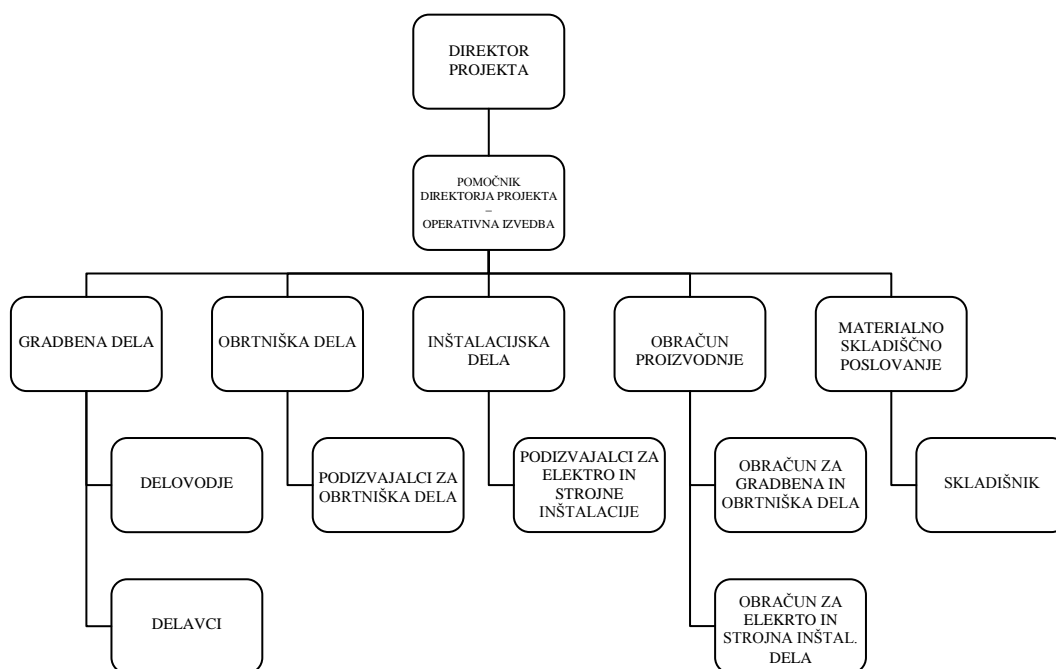 DIREKTOR
PROJEKTA
POMOČNIK
DIREKTORJA PROJEKTA
–
OPERATIVNA IZVEDBA
GRADBENA DELA
OBRTNIŠKA DELA
INŠTALACIJSKA
DELA
OBRAČUN
PROIZVODNJE
MATERIALNO
SKLADIŠČNO
POSLOVANJE
DELOVODJE
PODIZVAJALCI ZA
OBRTNIŠKA DELA
PODIZVAJALCI ZA
ELEKTRO IN
STROJNE
INŠTALACIJE
OBRAČUN ZA
GRADBENA IN
OBRTNIŠKA DELA
SKLADIŠNIK
DELAVCI
OBRAČUN ZA
ELEKRTO IN
STROJNA INŠTAL.
DELA